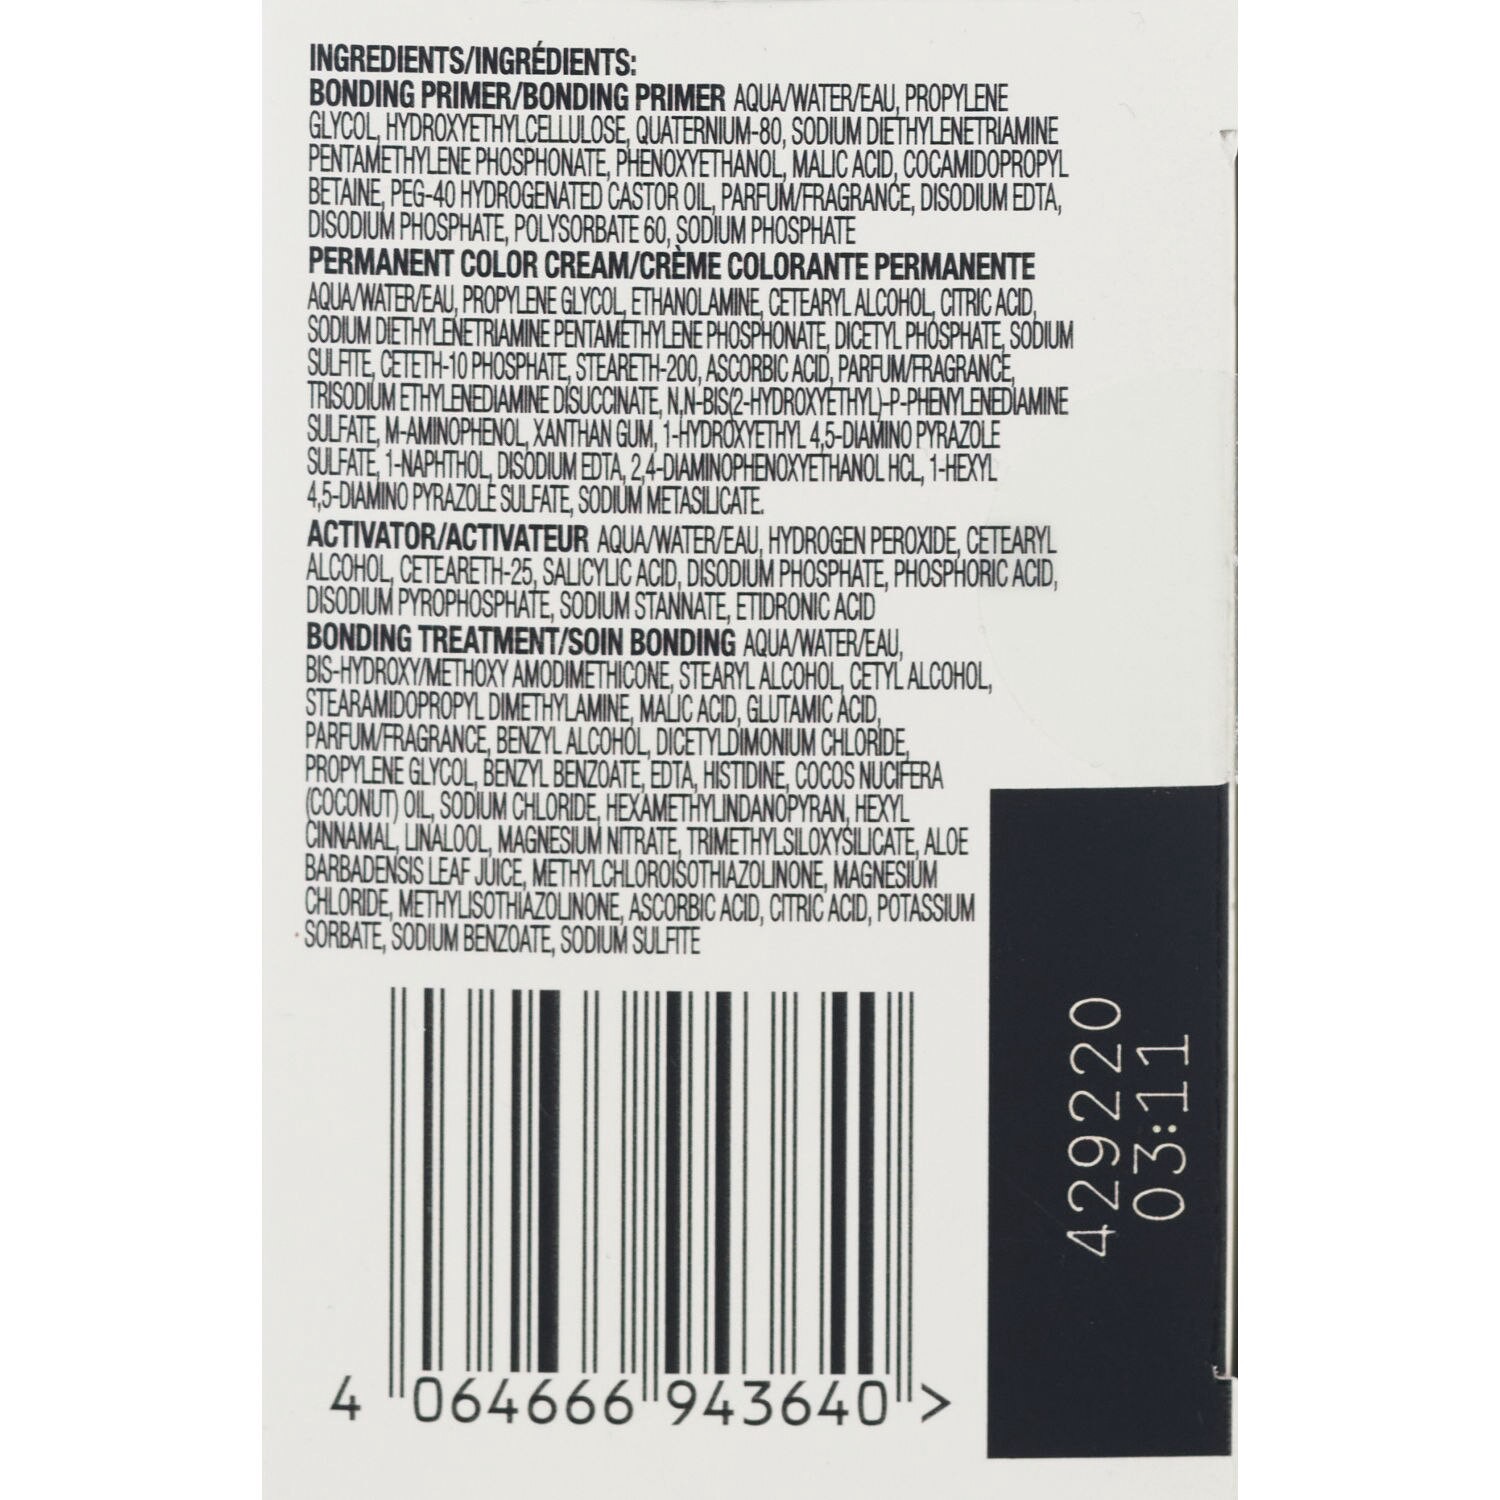 INGREDIENTS/INGRÉDIENTS:
BONDING PRIMER/BONDING PRIMER AQUA/WATER/EAU, PROPYLENE
GLYCOL, HYDROXYETHYLCELLULOSE, QUATERNIUM-80, SODIUM DIETHYLENETRIAMINE
PENTAMETHYLENE PHOSPHONATE, PHENOXYETHANOL, MALIC ACID, COCAMIDOPROPYL
BETAINE, PEG-40 HYDROGENATED CASTOR OIL, PARFUM/FRAGRANCE, DISODIUM EDTA,
DISODIUM PHOSPHATE, POLYSORBATE 60, SODIUM PHOSPHATE
PERMANENT COLOR CREAM/CRÈME COLORANTE PERMANENTE
AQUA/WATER/EAU, PROPYLENE GLYCOL, ETHANOLAMINE, CETEARYL ALCOHOL, CITRIC ACID,
SODIUM DIETHYLENETRIAMINE PENTAMETHYLENE PHOSPHONATE, DICETYL PHOSPHATE, SODIUM
SULFITE, CETETH-10 PHOSPHATE, STEARETH-200, ASCORBIC ACID, PARFUM/FRAGRANCE,
TRISODIUM ETHYLENEDIAMINE DISUCCINATE, N,N-BIS(2-HYDROXYETHYL)-P-PHENYLENEDIAMINE
SULFATE, M-AMINOPHENOL, XANTHAN GUM, 1-HYDROXYETHYL 4,5-DIAMINO PYRAZOLE
SULFATE, 1-NAPHTHOL, DISODIUM EDTA, 2,4-DIAMINOPHENOXYETHANOL HCL, 1-HEXYL
4,5-DIAMINO PYRAZOLE SULFATE, SODIUM METASILICATE.
ACTIVATOR/ACTIVATEUR AQUA/WATER/EAU, HYDROGEN PEROXIDE, CETEARYL
ALCOHOL, CETEARETH-25, SALICYLIC ACID, DISODIUM PHOSPHATE, PHOSPHORIC ACID,
DISODIUM PYROPHOSPHATE, SODIUM STANNATE, ETIDRONIC ACID
BONDING TREATMENT/SOIN BONDING AQUA/WATER/EAU,
BIS-HYDROXY/METHOXY AMODIMETHICONE, STEARYL ALCOHOL, CETYL ALCOHOL,
STEARAMIDOPROPYL DIMETHYLAMINE, MALIC ACID, GLUTAMIC ACID,
PARFUM/FRAGRANCE, BENZYL ALCOHOL, DICETYLDIMONIUM CHLORIDE,
PROPYLENE GLYCOL, BENZYL BENZOATE, EDTA, HISTIDINE, COCOS NUCIFERA
(COCONUT) OIL, SODIUM CHLORIDE, HEXAMETHYLINDANOPYRAN, HEXYL
CINNAMAL, LINALOOL, MAGNESIUM NITRATE, TRIMETHYLSILOXYSILICATE, ALOE
BARBADENSIS LEAF JUICE, METHYLCHLOROISOTHIAZOLINONE, MAGNESIUM
CHLORIDE, METHYLISOTHIAZOLINONE, ASCORBIC ACID, CITRIC ACID, POTASSIUM
SORBATE, SODIUM BENZOATE, SODIUM SULFITE
4 064666 943640 >
429220
03:11